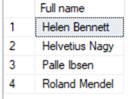 Full name
1 Helen Bennett
2 Helvetius Nagy
3 Palle Ibsen
4 Roland Mendel